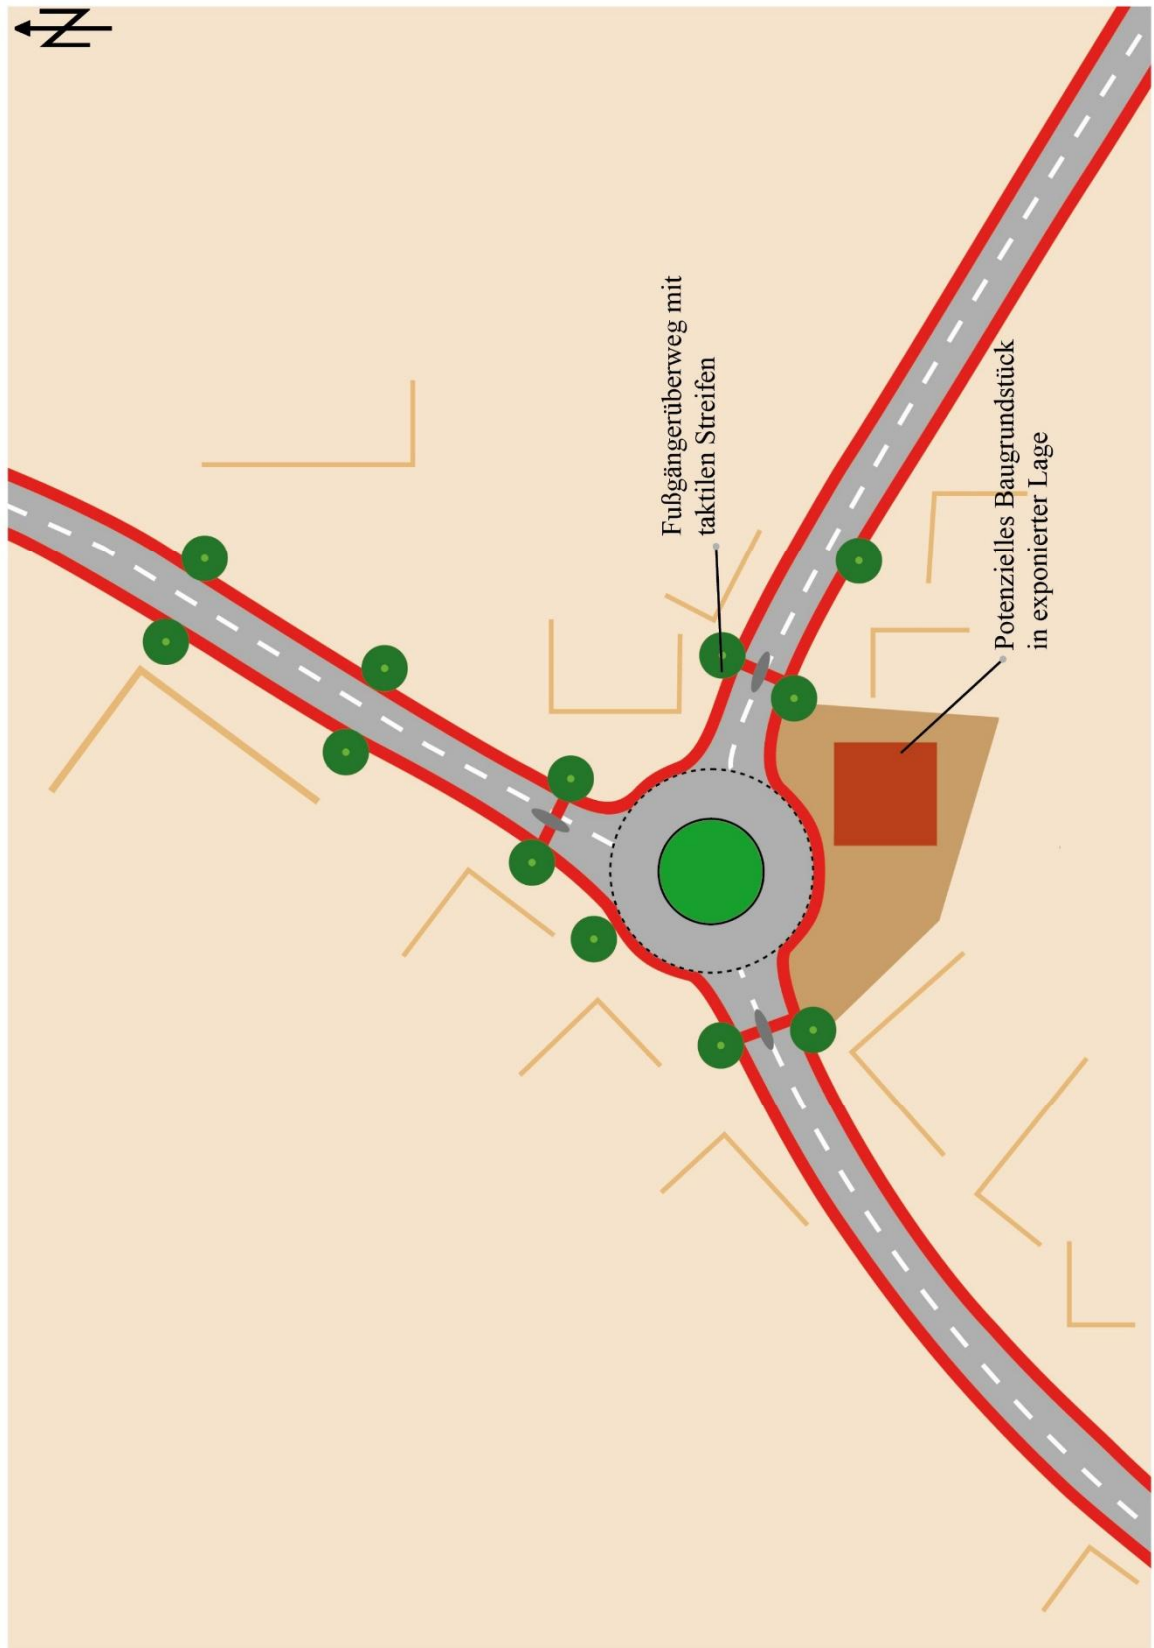 N
Fußgängerüberweg mit
taktilen Streifen
Potenzielles Baugrundstück
in exponierter Lage